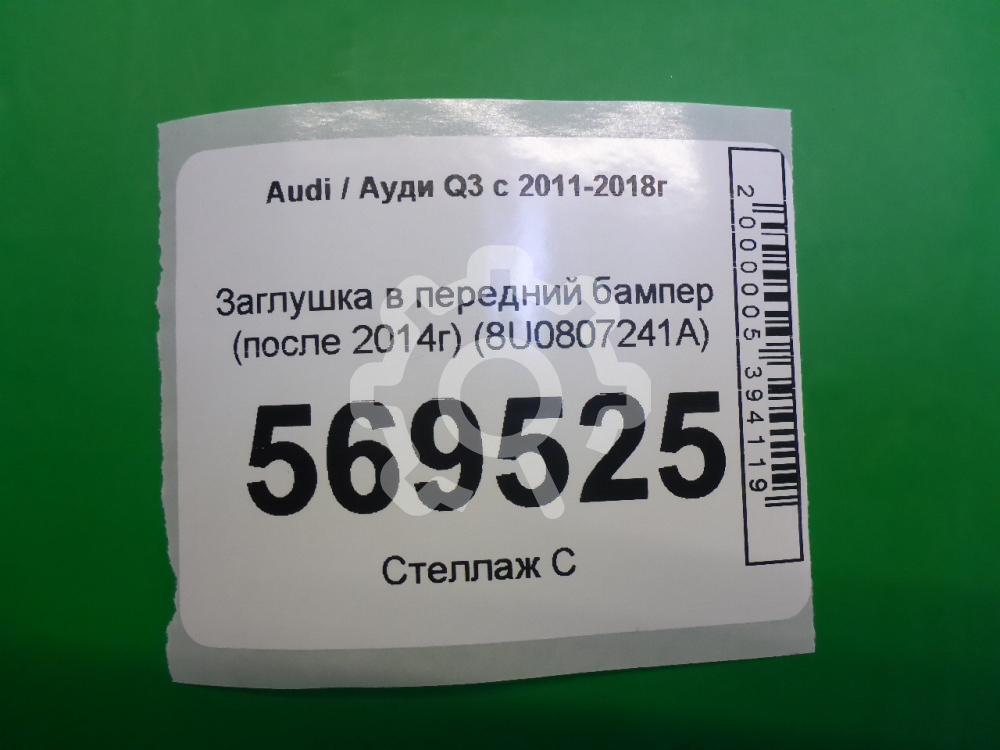 Audi / Ауди Q3 с 2011-2018г
Заглушка в передний бампер
(после 2014г) (8U0807241A)
569525
Стеллаж С
2 000005 394119